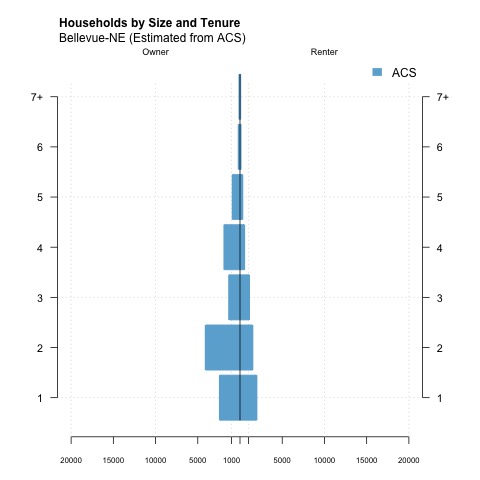 Households by Size and Tenure
Bellevue-NE (Estimated from ACS)
Owner Renter
ACS
7+ 7+
6 6
5 5
4 4
3 3
2 2
1 1
20000 15000 10000 5000 1000 5000 10000 15000 20000